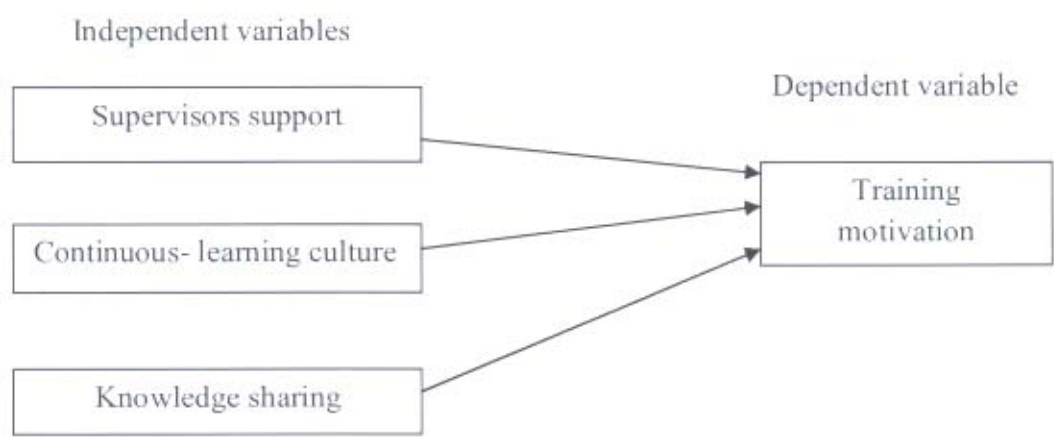 Independent variables
Supervisors support
Continuous- learning culture
Knowledge sharing
Dependent variable
Training
motivation